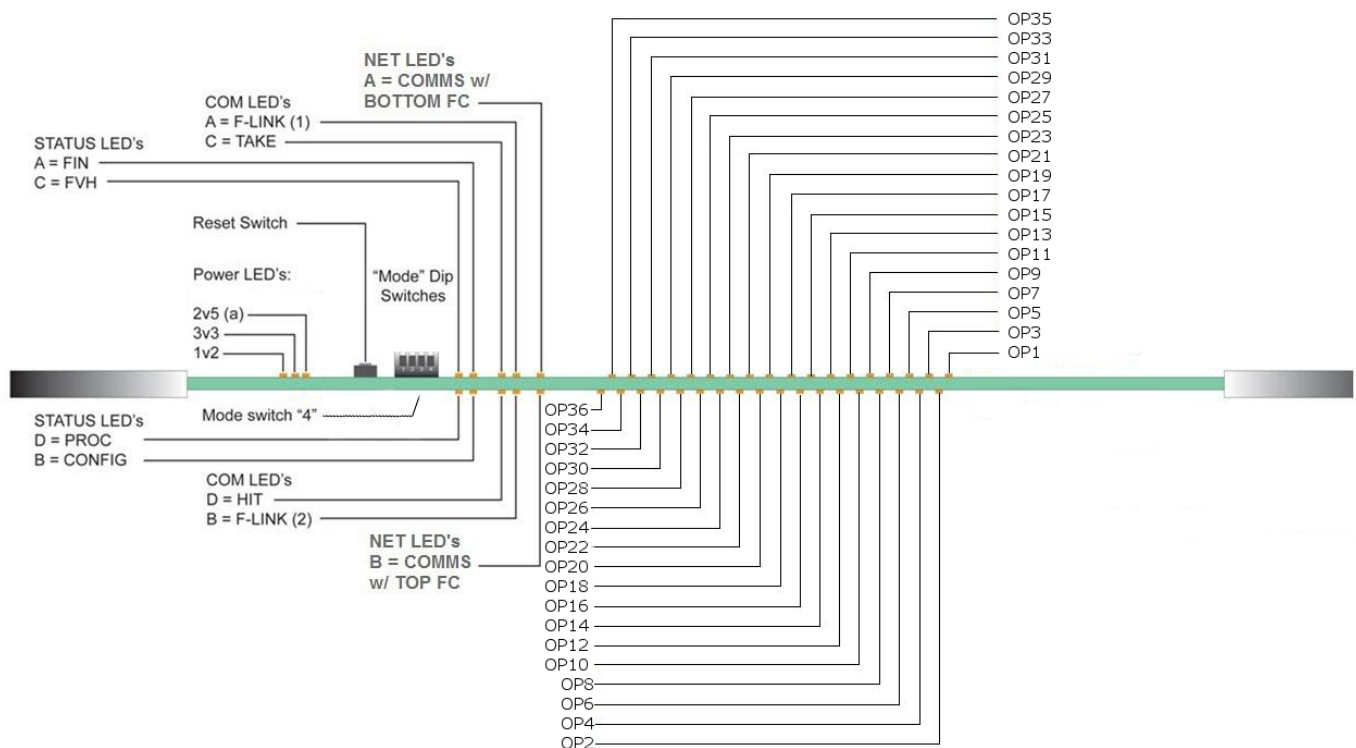 NET LED's
A = COMMS w/
BOTTOM FC
COM LED's
A = F-LINK (1)
C = TAKE
STATUS LED's
A = FIN
C = FVH
Reset Switch
Power LED's:
2v5 (a)
3v3
1v2
“Mode” Dip
Switches
1 2 3 4
OP35
OP33
OP31
OP29
OP27
OP25
OP23
OP21
OP19
OP17
OP15
OP13
OP11
OP9
OP7
OP5
OP3
OP1
Mode switch “4”
STATUS LED's
D = PROC
B = CONFIG
COM LED's
D = HIT
B = F-LINK (2)
NET LED's
B = COMMS
w/ TOP FC
OP36
OP34
OP32
OP30
OP28
OP26
OP24
OP22
OP20
OP18
OP16
OP14
OP12
OP10
OP8
OP6
OP4
OP2